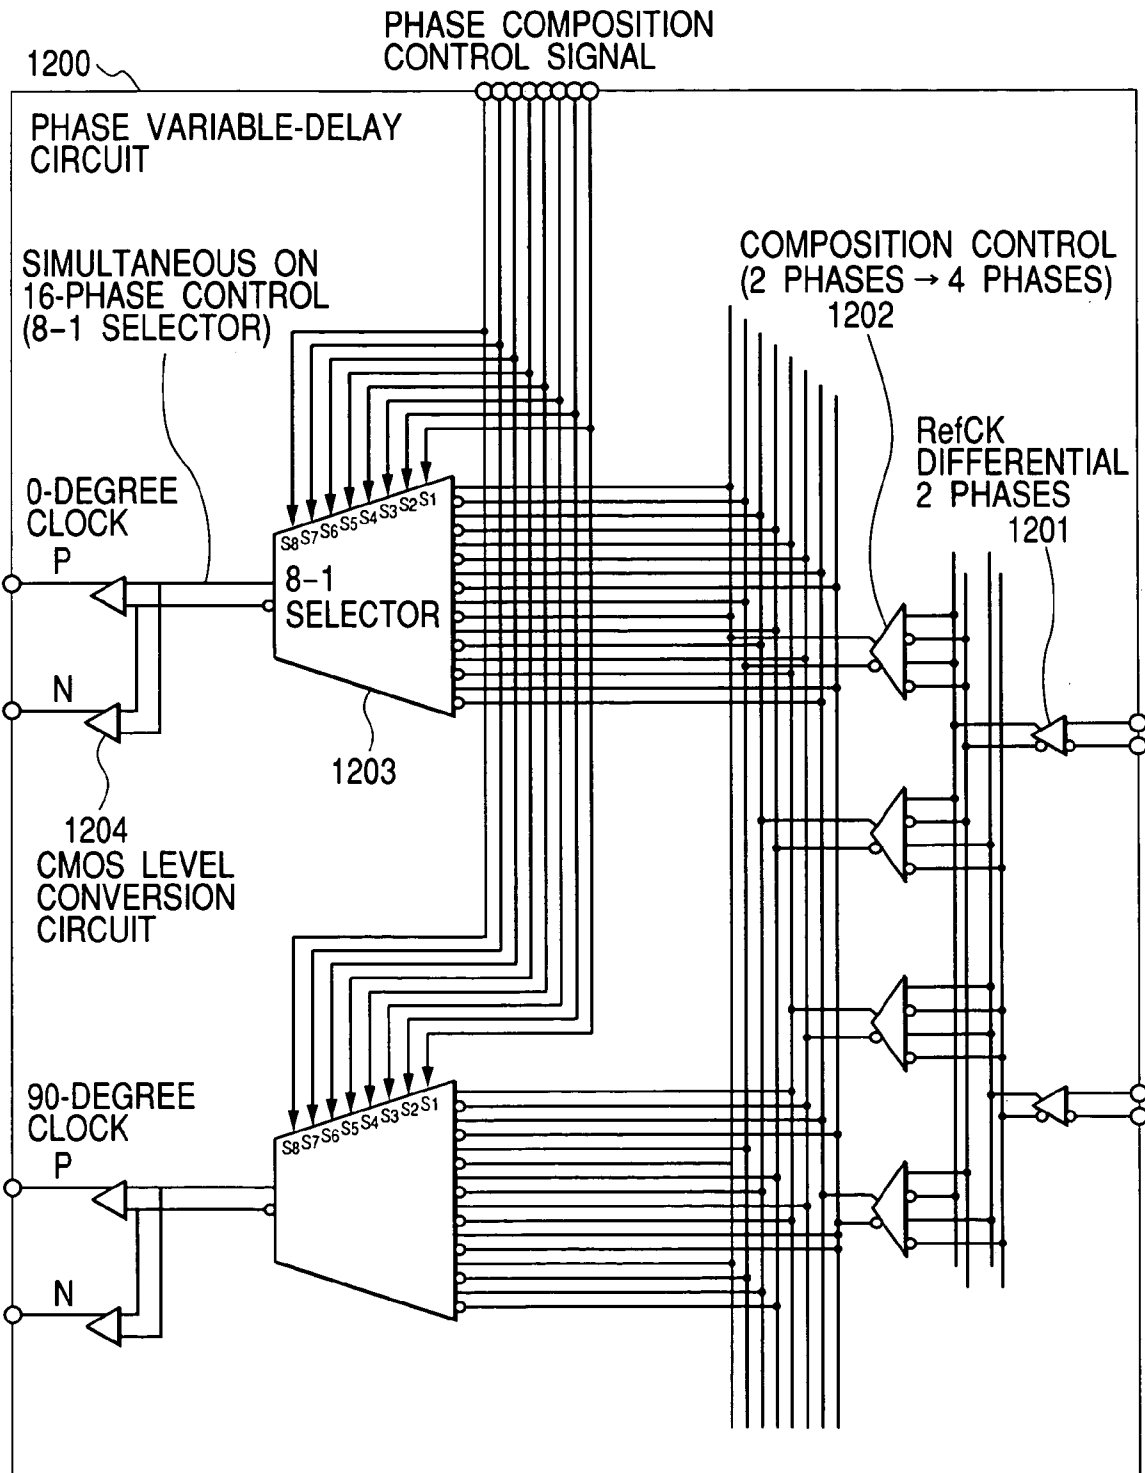 PHASE COMPOSITION
CONTROL SIGNAL
1200
PHASE VARIABLE-DELAY
CIRCUIT
SIMULTANEOUS ON
16-PHASE CONTROL
(8-1 SELECTOR)
COMPOSITION CONTROL
(2 PHASES → 4 PHASES)
1202
RefCK
DIFFERENTIAL
2 PHASES
1201
0-DEGREE
CLOCK
P
S8 S7 S6 S5 S4 S3 S2 S1
8-1
SELECTOR
N
1203
1204
CMOS LEVEL
CONVERSION
CIRCUIT
90-DEGREE
CLOCK
P
S8 S7 S6 S5 S4 S3 S2 S1
N